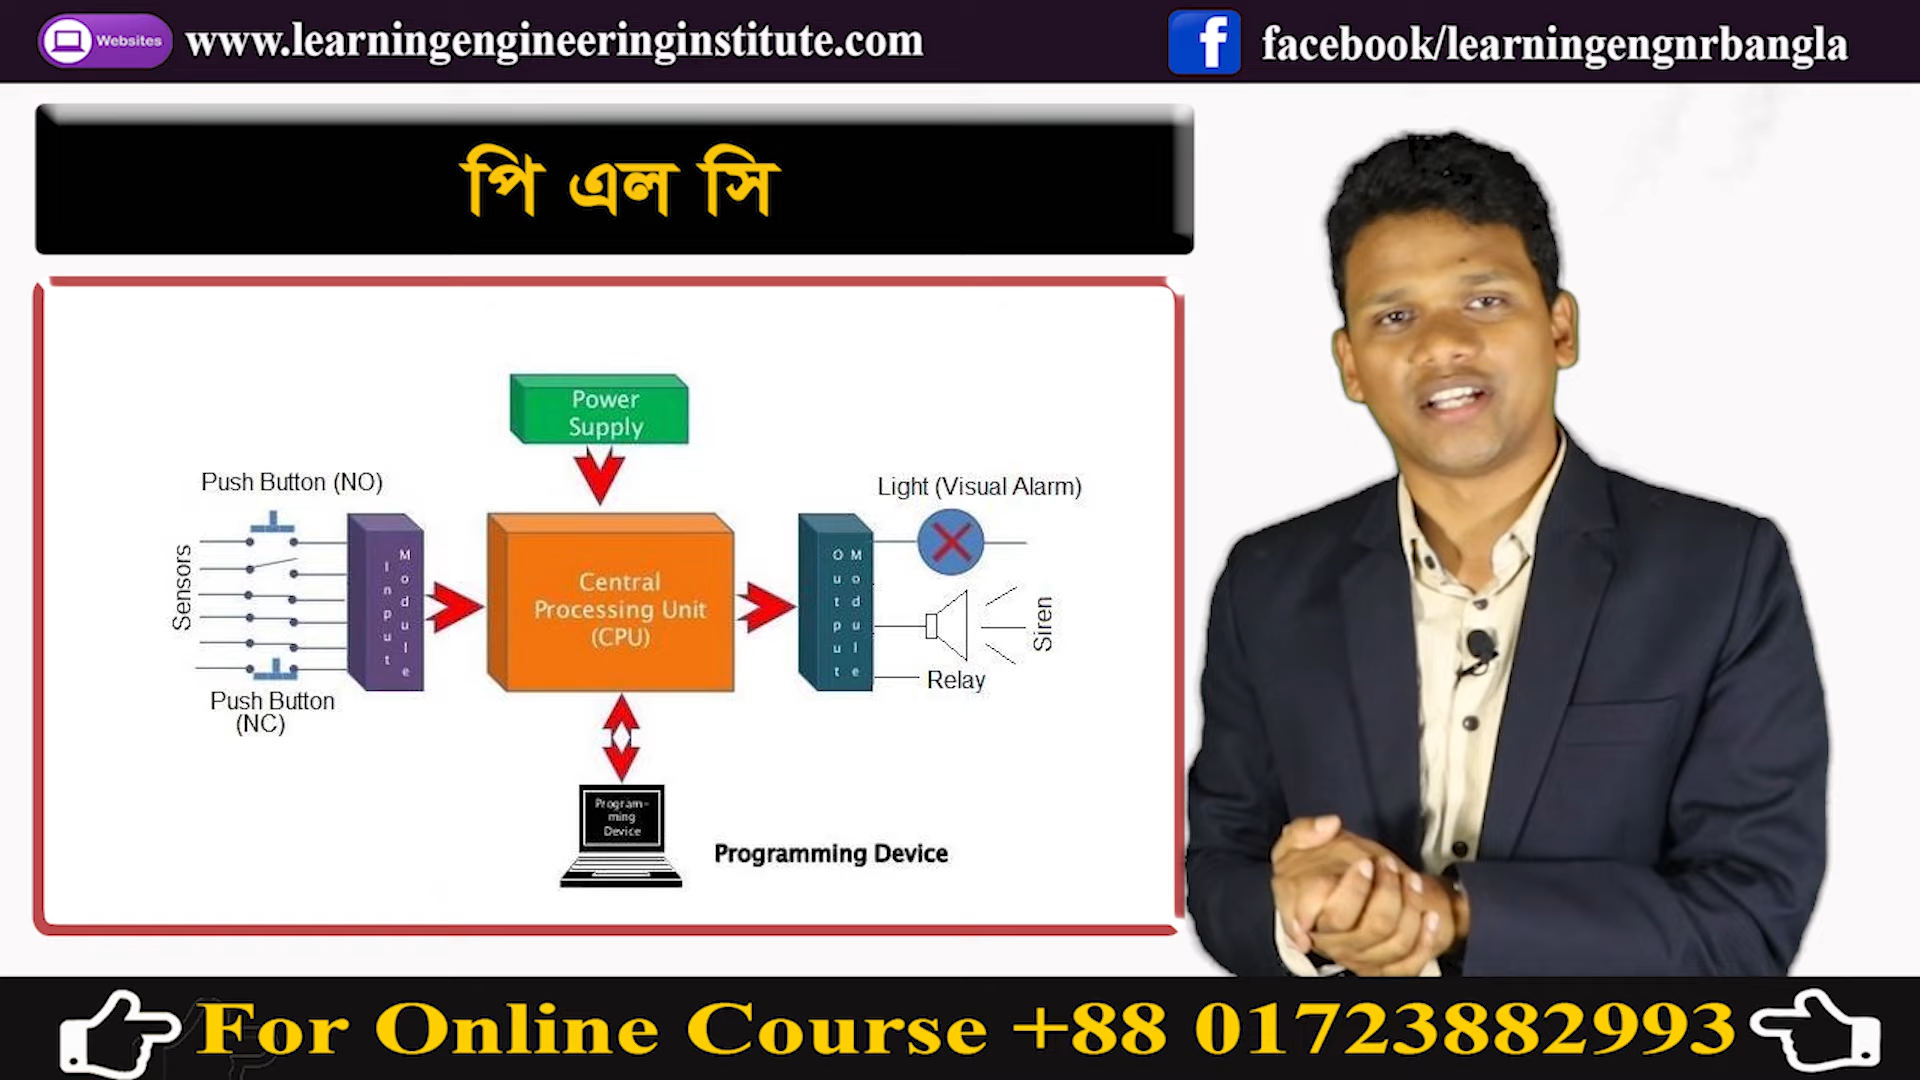 Websites www.learningengineeringinstitute.com
facebook/learningengnrbangla
পি এল সি
Power
Supply
Push Button (NO)
Sensors
Input
Module
Push Button
(NC)
Central
Processing Unit
(CPU)
Output
Module
Light (Visual Alarm)
Siren
Relay
Program-
ming
Device
Programming Device
For Online Course +88 01723882993